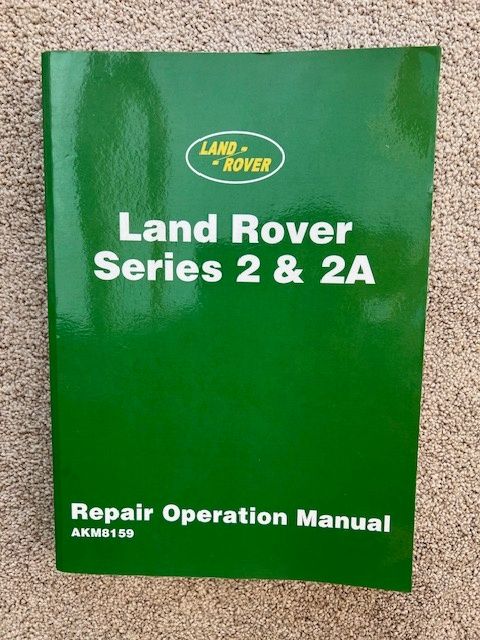 LAND
ROVER
Land Rover
Series 2 & 2A
Repair Operation Manual
AKM8159